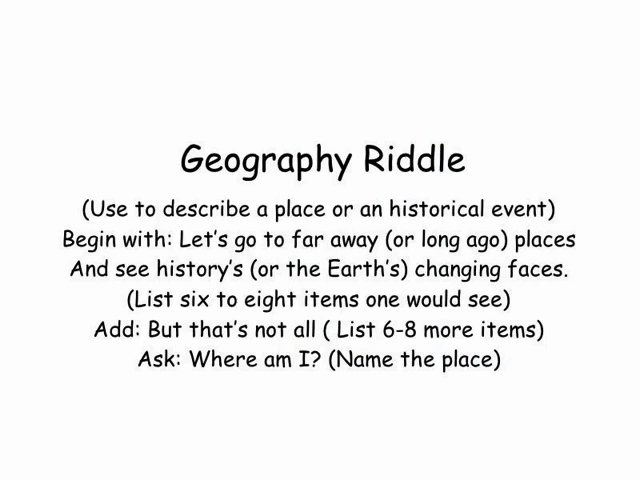 Geography Riddle
(Use to describe a place or an historical event)
Begin with: Let’s go to far away (or long ago) places
And see history’s (or the Earth’s) changing faces.
(List six to eight items one would see)
Add: But that’s not all ( List 6-8 more items)
Ask: Where am I? (Name the place)